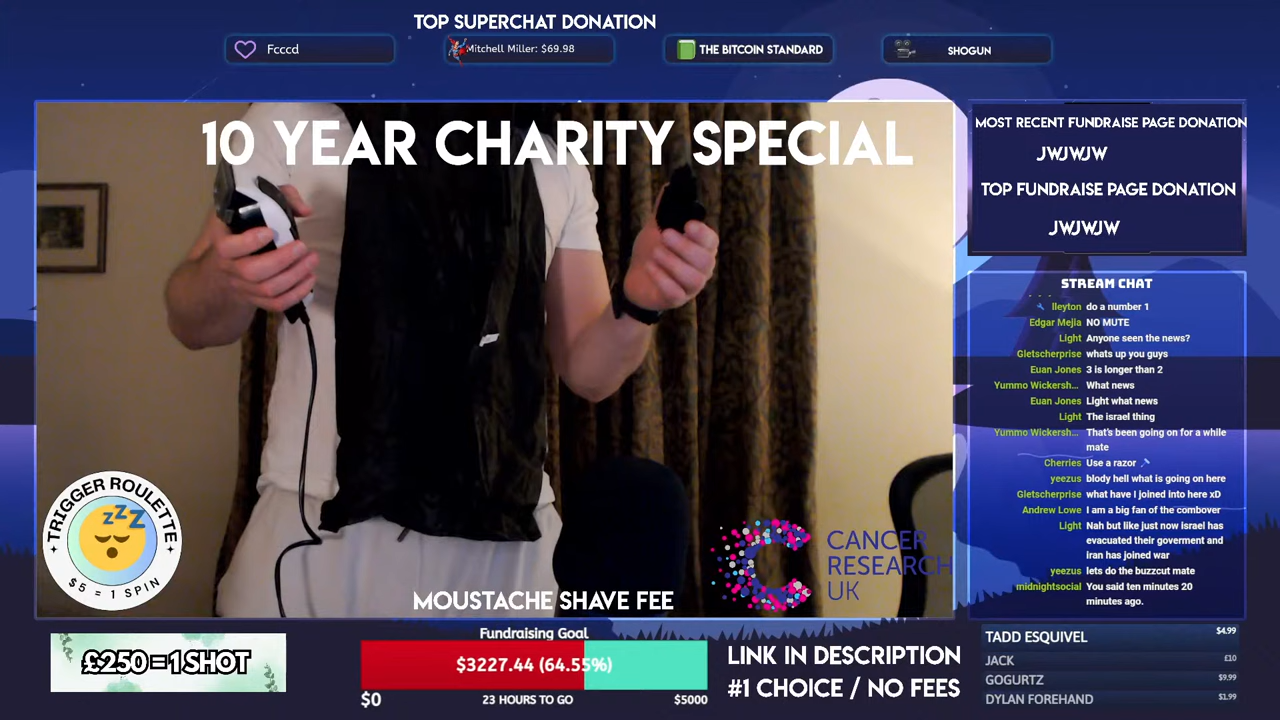 TOP SUPERCHAT DONATION
Fcccd
Mitchell Miller: $69.98
THE BITCOIN STANDARD
SHOGUN
10 YEAR CHARITY SPECIAL
MOST RECENT FUNDRAISE PAGE DONATION
JWJWJW
TOP FUNDRAISE PAGE DONATION
JWJWJW
STREAM CHAT
lleyton do a number 1
Edgar Mejia NO MUTE
Light Anyone seen the news?
Gletscherprise whats up you guys
Euan Jones 3 is longer than 2
Yummo Wickersh... What news
Euan Jones Light what news
Light The israel thing
Yummo Wickersh... That's been going on for a while
mate
Cherries Use a razor
yeezus blody hell what is going on here
Gletscherprise what have I joined into here xD
Andrew Lowe I am a big fan of the combover
Light Nah but like just now israel has
evacuated their goverment and
iran has joined war
yeezus lets do the buzzcut mate
midnightsocial You said ten minutes 20
minutes ago.
TRIGGER ROULETTE
zzz
$5 = 1 SPIN
CANCER
RESEARCH
UK
MOUSTACHE SHAVE FEE
£250 = 1 SHOT
Fundraising Goal
$3227.44 (64.55%)
$0
23 HOURS TO GO
$5000
LINK IN DESCRIPTION
#1 CHOICE / NO FEES
TADD ESQUIVEL $4.99
JACK £10
GOGURTZ $9.99
DYLAN FOREHAND $1.99